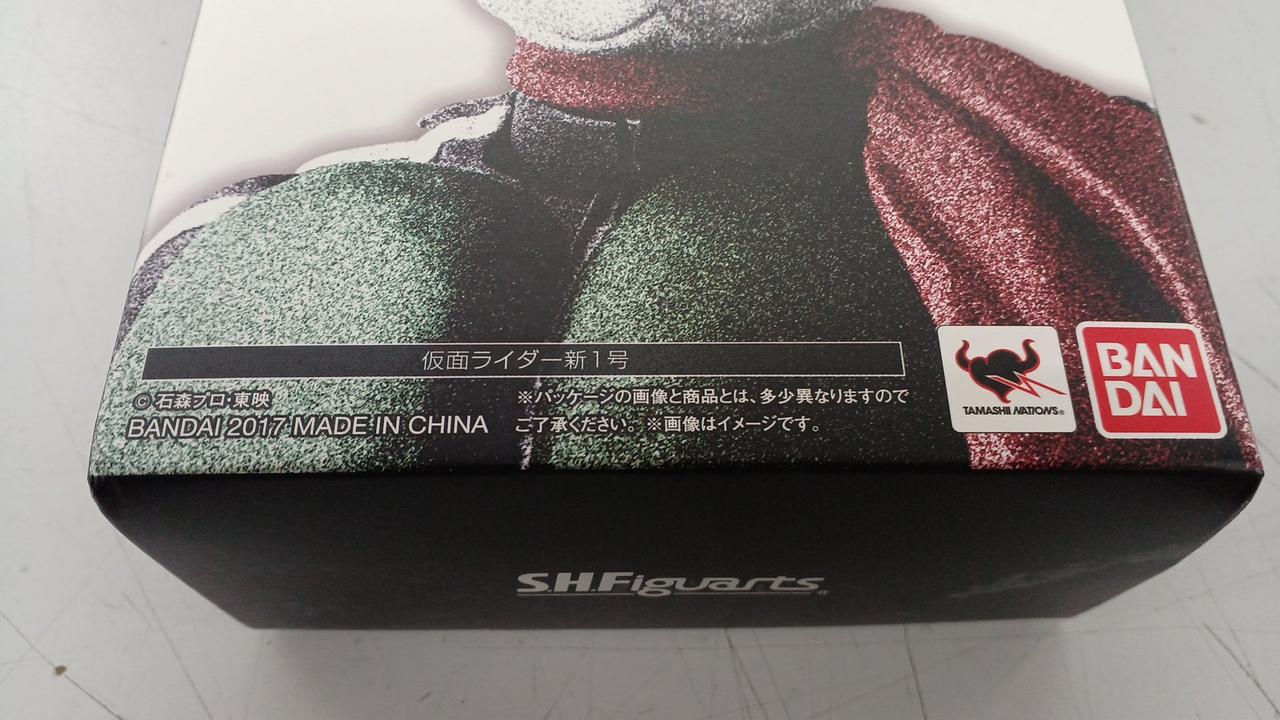 仮面ライダー新1号
© 石森プロ・東映
BANDAI 2017 MADE IN CHINA
※パッケージの画像と商品とは、多少異なりますので
ご了承ください。 ※画像はイメージです。
TAMASHII NATIONS®
BAN
DAI
S.H.Figuarts®